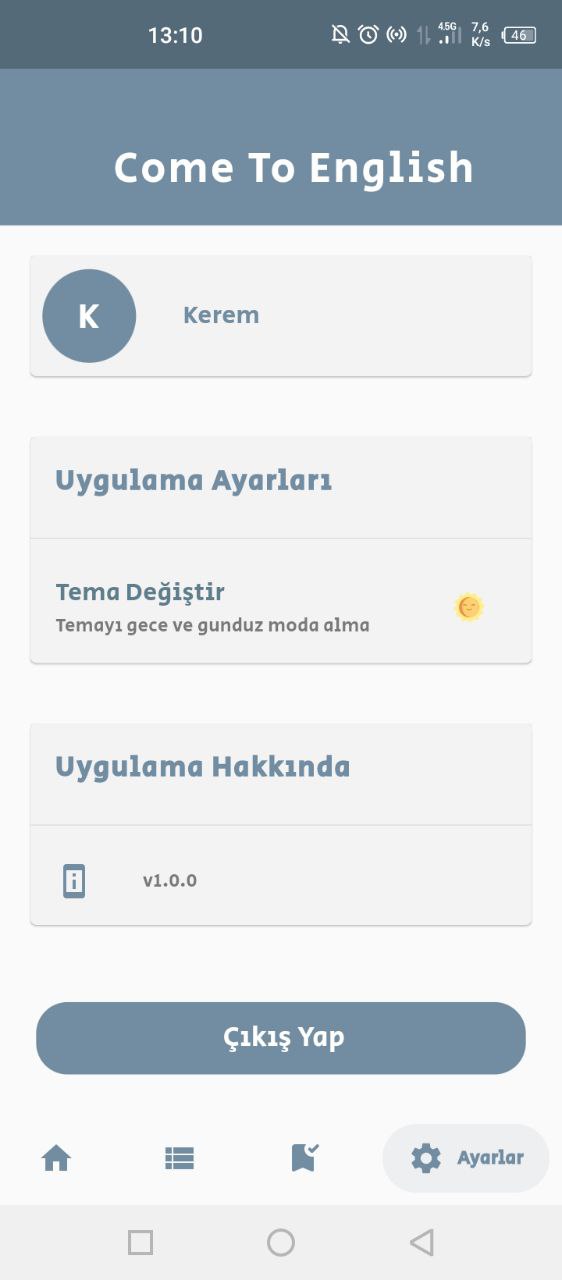 13:10
4.5G
7,6
K/s
46
Come To English
K
Kerem
Uygulama Ayarları
Tema Değiştir
Temayı gece ve gunduz moda alma
Uygulama Hakkında
v1.0.0
Çıkış Yap
Ayarlar